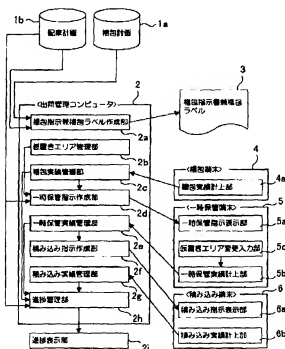 1b
1a
配車計画
梱包計画
2
3
<出荷管理コンピュータ>
梱包指示書兼梱包ラベル作成部
2a
梱包指示書兼梱包
ラベル
仮置きエリア管理部
2b
梱包実績管理部
2c
一時保管指示作成部
2d
一時保管実績管理部
2e
積み込み指示作成部
2f
積み込み実績管理部
2g
進捗管理部
2h
進捗表示部
2i
4
<梱包端末>
梱包実績計上部
4a
5
<一時保管端末>
一時保管指示表示部
5a
仮置きエリア変更入力部
5c
一時保管実績計上部
5b
<積み込み端末>
6
積み込み指示表示部
6a
積み込み実績計上部
6b